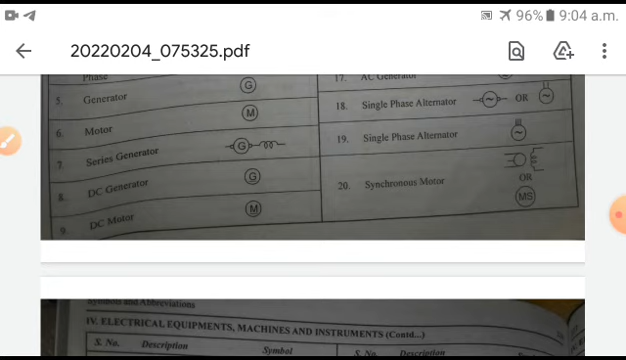 96% 9:04 a.m.
20220204_075325.pdf
Phase
5. Generator G
6. Motor M
7. Series Generator G
8. DC Generator G
9. DC Motor M
17. AC Generator
18. Single Phase Alternator OR
19. Single Phase Alternator
20. Synchronous Motor OR
MS
Symbols and Abbreviations
IV. ELECTRICAL EQUIPMENTS, MACHINES AND INSTRUMENTS (Contd...)
S. No. Description Symbol S. No. Description